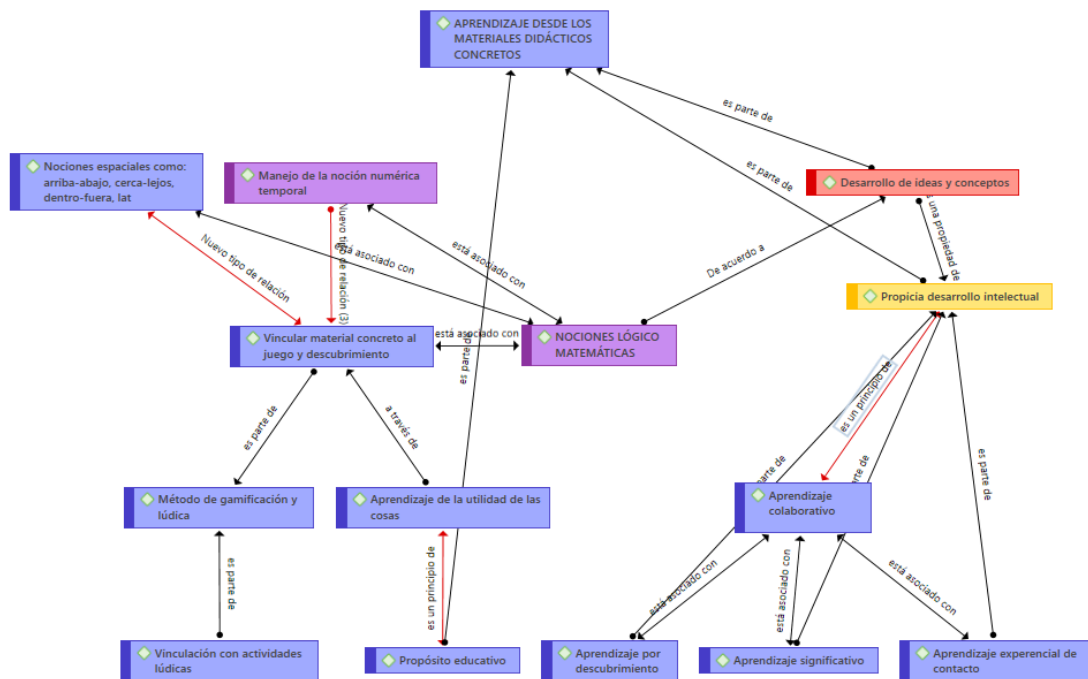 APRENDIZAJE DESDE LOS
MATERIALES DIDÁCTICOS
CONCRETOS
es parte de
es parte de
Nociones espaciales como:
arriba-abajo, cerca-lejos,
dentro-fuera, lat
Manejo de la noción numérica
temporal
Desarrollo de ideas y conceptos
Nuevo tipo de relación
Nuevo tipo de relación (3)
está asociado con
está asociado con
De acuerdo a
es una propiedad de
Propicia desarrollo intelectual
Vincular material concreto al
juego y descubrimiento
está asociado con
NOCIONES LÓGICO
MATEMÁTICAS
es parte de
es parte de
a través de
es un principio de
es parte de
Método de gamificación y
lúdica
Aprendizaje de la utilidad de las
cosas
Aprendizaje
colaborativo
parte de
parte de
es parte de
es un principio de
está asociado con
está asociado con
está asociado con
Vinculación con actividades
lúdicas
Propósito educativo
Aprendizaje por
descubrimiento
Aprendizaje significativo
Aprendizaje experencial de
contacto